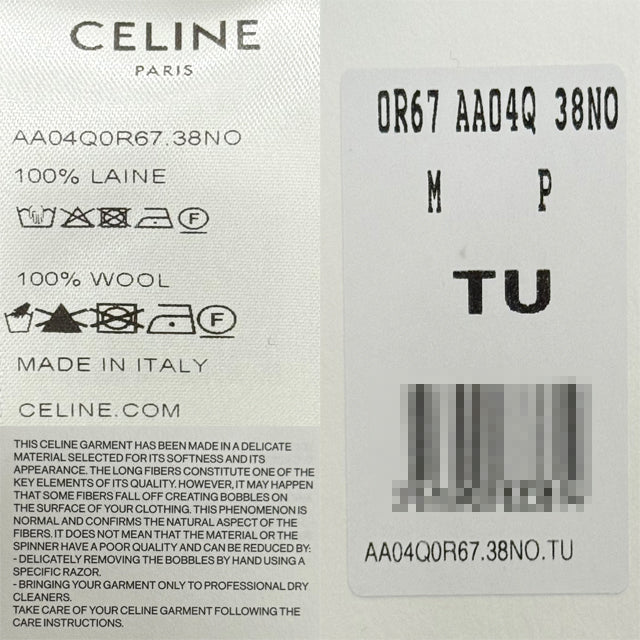 CELINE
PARIS
AA04Q0R67.38NO
100% LAINE
F
100% WOOL
F
MADE IN ITALY
CELINE.COM
THIS CELINE GARMENT HAS BEEN MADE IN A DELICATE
MATERIAL SELECTED FOR ITS SOFTNESS AND ITS
APPEARANCE. THE LONG FIBERS CONSTITUTE ONE OF THE
KEY ELEMENTS OF ITS QUALITY. HOWEVER, IT MAY HAPPEN
THAT SOME FIBERS FALL OFF CREATING BOBBLES ON
THE SURFACE OF YOUR CLOTHING. THIS PHENOMENON IS
NORMAL AND CONFIRMS THE NATURAL ASPECT OF THE
FIBERS. IT DOES NOT MEAN THAT THE MATERIAL OR THE
SPINNER HAVE A POOR QUALITY AND CAN BE REDUCED BY:
- DELICATELY REMOVING THE BOBBLES BY HAND USING A
SPECIFIC RAZOR.
- BRINGING YOUR GARMENT ONLY TO PROFESSIONAL DRY
CLEANERS.
TAKE CARE OF YOUR CELINE GARMENT FOLLOWING THE
CARE INSTRUCTIONS.
0R67 AA04Q 38NO
M P
TU
AA04Q0R67.38NO.TU